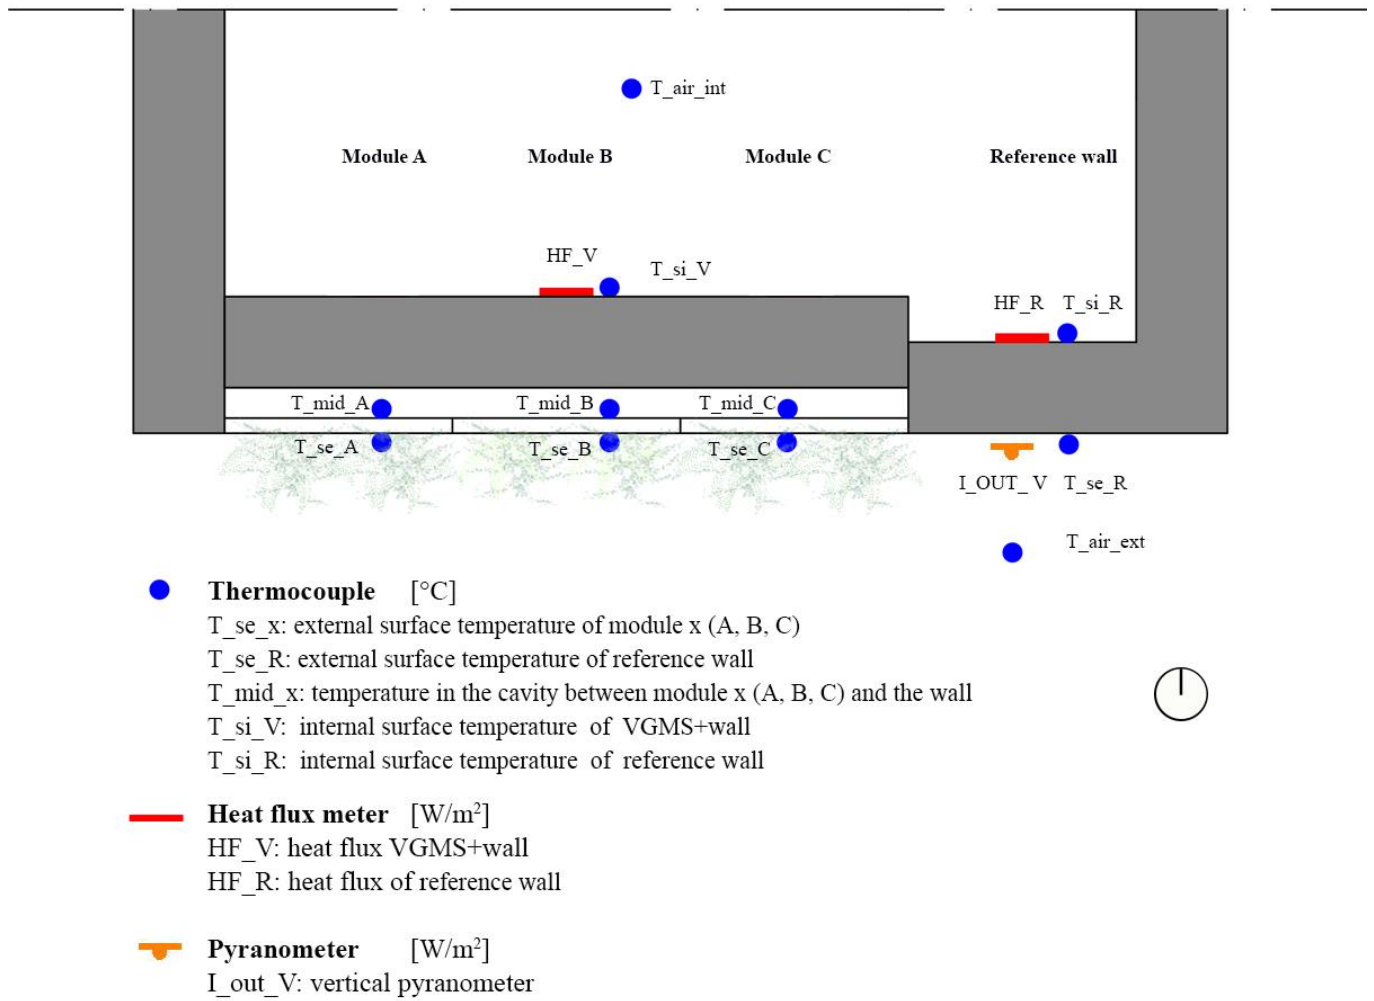 T_air_int
Module A Module B Module C Reference wall
HF_V T_si_V
HF_R T_si_R
T_mid_A T_mid_B T_mid_C
T_se_A T_se_B T_se_C
I_OUT_ V T_se_R
T_air_ext
Thermocouple [°C]
T_se_x: external surface temperature of module x (A, B, C)
T_se_R: external surface temperature of reference wall
T_mid_x: temperature in the cavity between module x (A, B, C) and the wall
T_si_V: internal surface temperature of VGMS+wall
T_si_R: internal surface temperature of reference wall
Heat flux meter [W/m²]
HF_V: heat flux VGMS+wall
HF_R: heat flux of reference wall
Pyranometer [W/m²]
I_out_V: vertical pyranometer